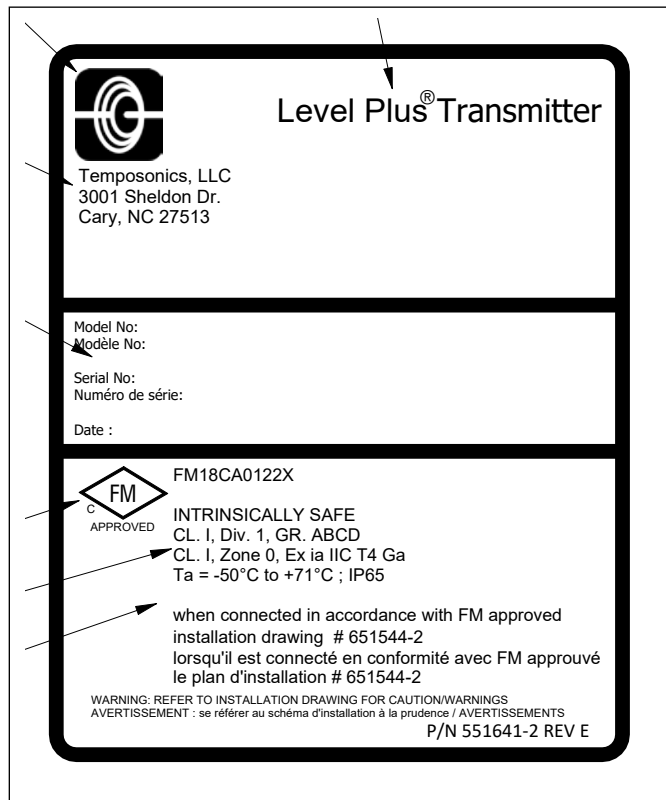 Level Plus® Transmitter
Temposonics, LLC
3001 Sheldon Dr.
Cary, NC 27513
Model No:
Modèle No:
Serial No:
Numéro de série:
Date :
FM
C
APPROVED
FM18CA0122X
INTRINSICALLY SAFE
CL. I, Div. 1, GR. ABCD
CL. I, Zone 0, Ex ia IIC T4 Ga
Ta = -50°C to +71°C ; IP65
when connected in accordance with FM approved
installation drawing # 651544-2
lorsqu'il est connecté en conformité avec FM approuvé
le plan d'installation # 651544-2
WARNING: REFER TO INSTALLATION DRAWING FOR CAUTION/WARNINGS
AVERTISSEMENT : se référer au schéma d'installation à la prudence / AVERTISSEMENTS
P/N 551641-2 REV E